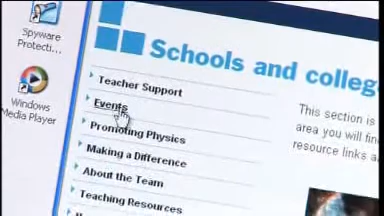 Spyware
Protecti...
Windows
Media Player
Schools and colleg
Teacher Support
Events
Promoting Physics
Making a Difference
About the Team
Teaching Resources
This section is
area you will find
resource links a